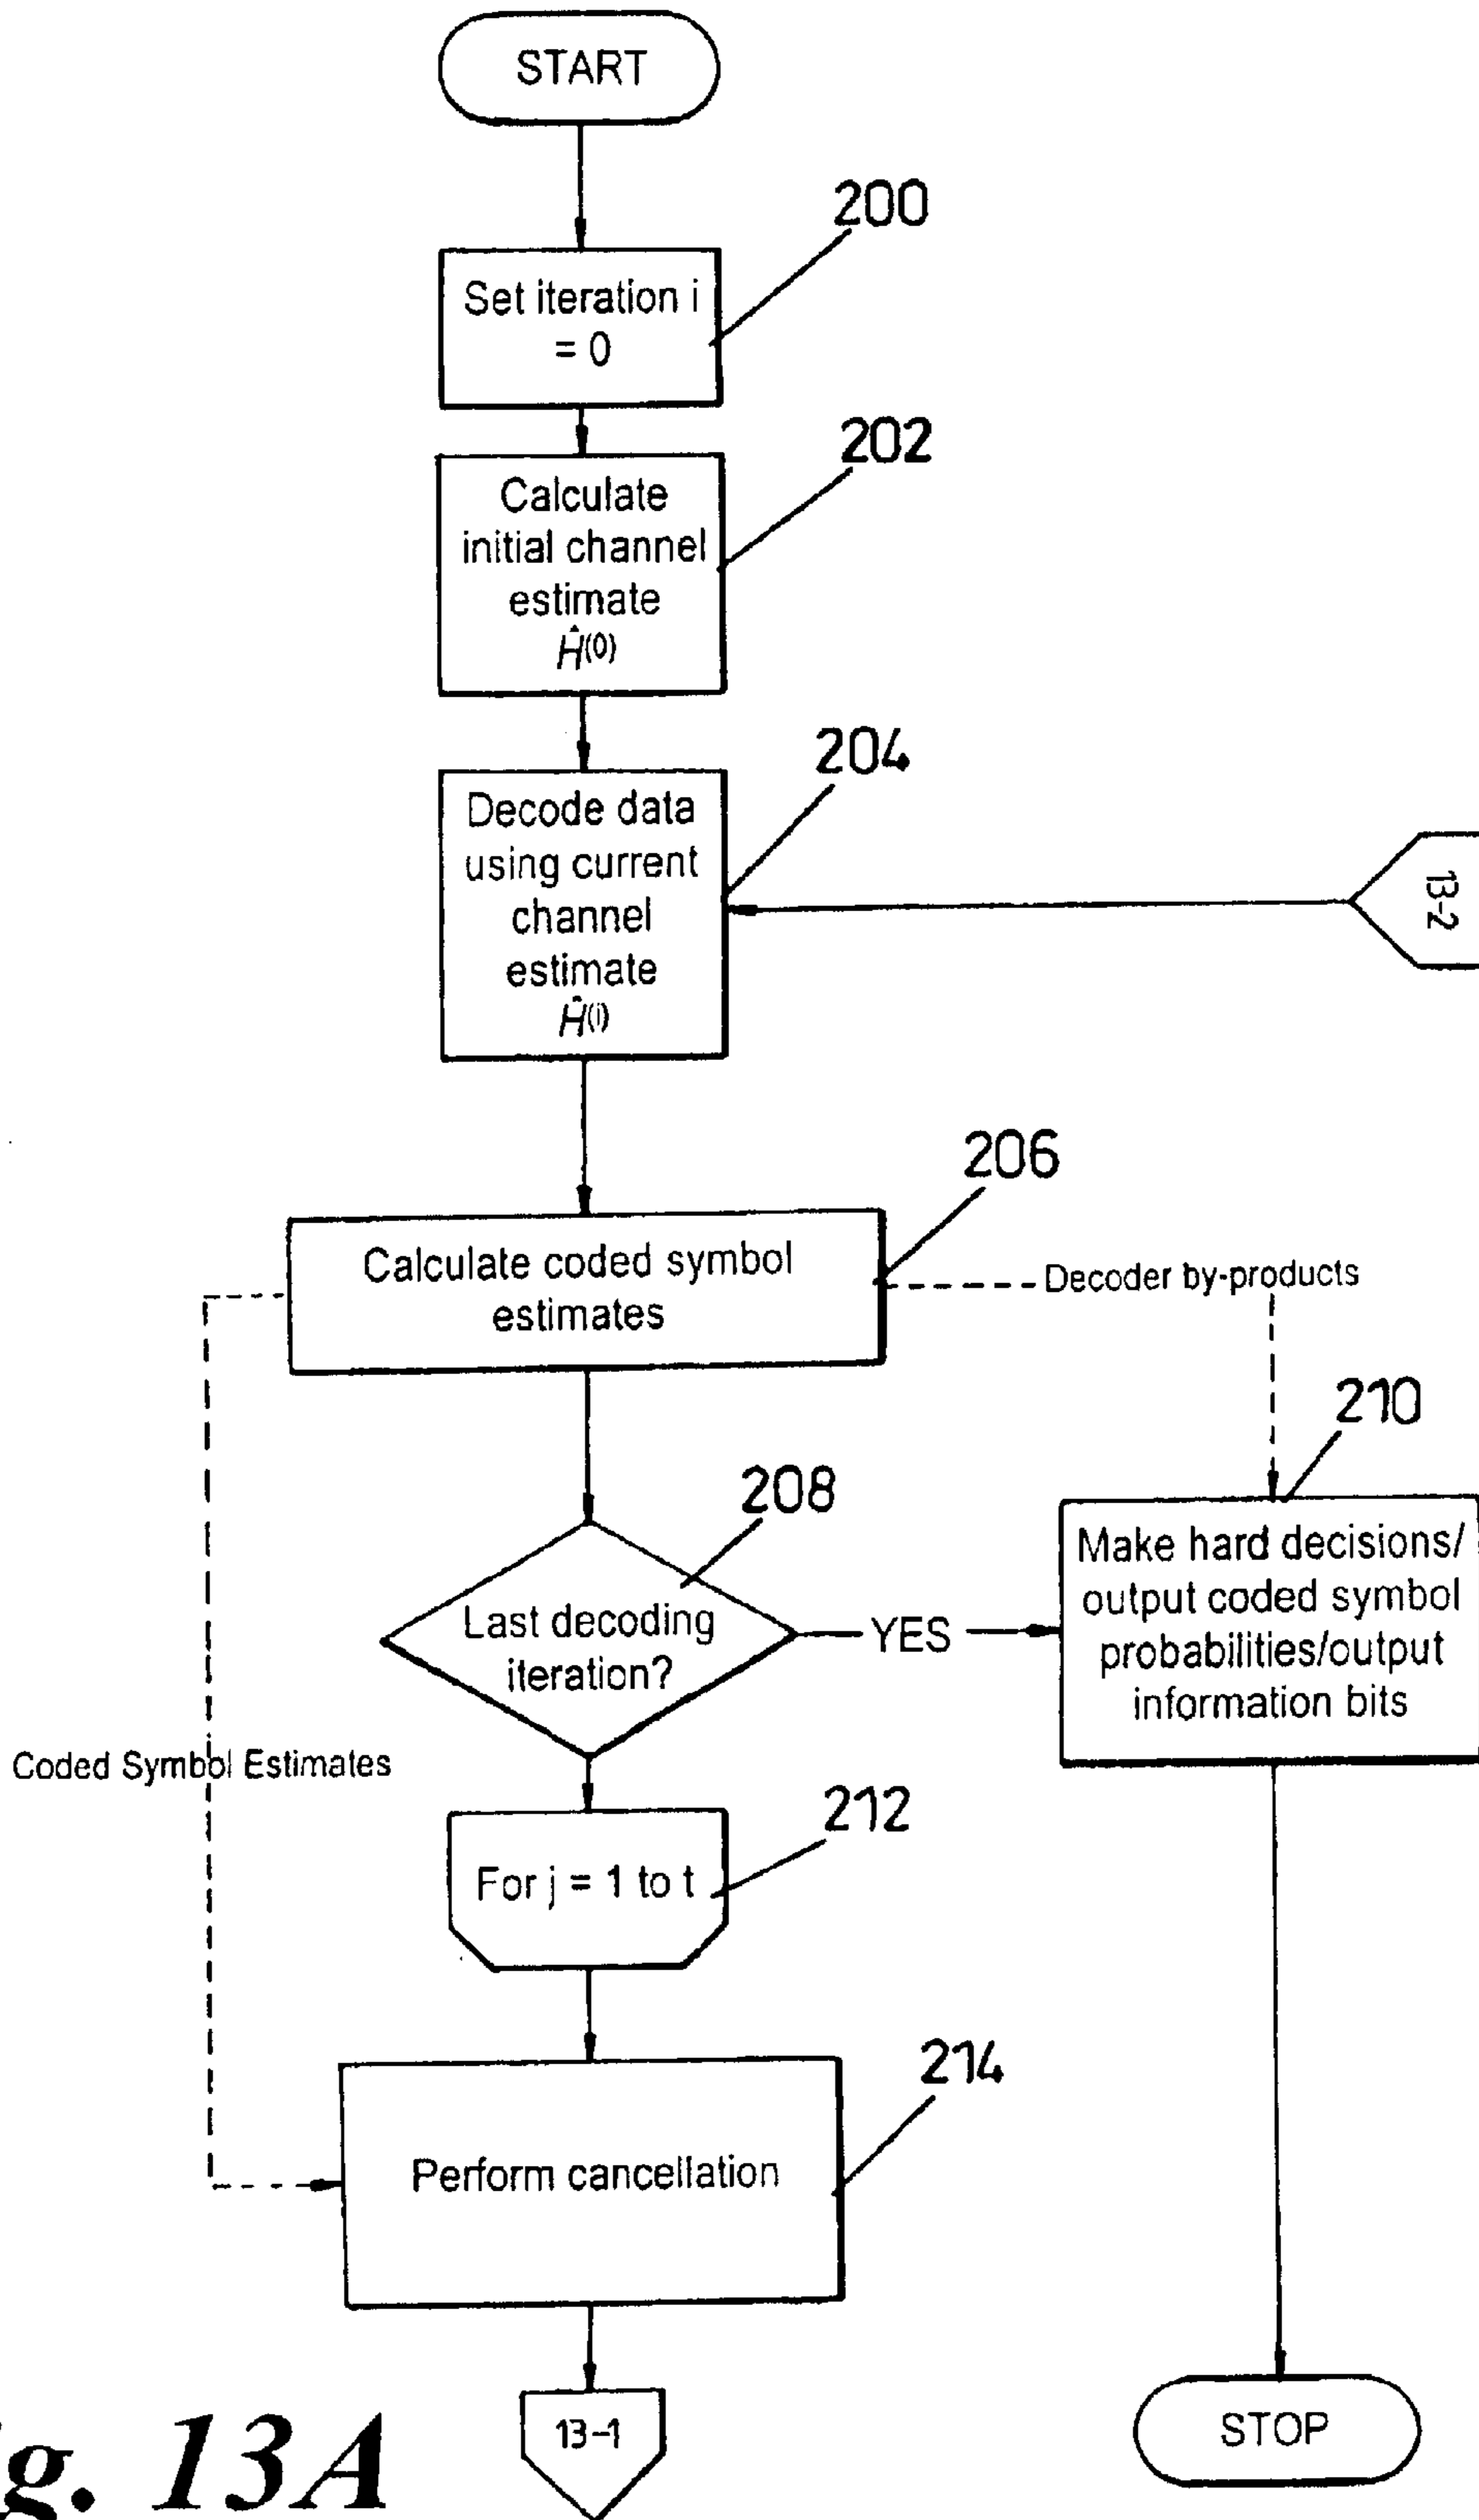 START
200
Set iteration i
= 0
202
Calculate
initial channel
estimate
Ĥ(0)
204
Decode data
using current
channel
estimate
Ĥ(i)
13-2
206
Calculate coded symbol
estimates
Decoder by-products
210
208
Make hard decisions/
output coded symbol
probabilities/output
information bits
Last decoding
iteration?
YES
Coded Symbol Estimates
212
For j = 1 to t
214
Perform cancellation
13-1
STOP
g. 13A